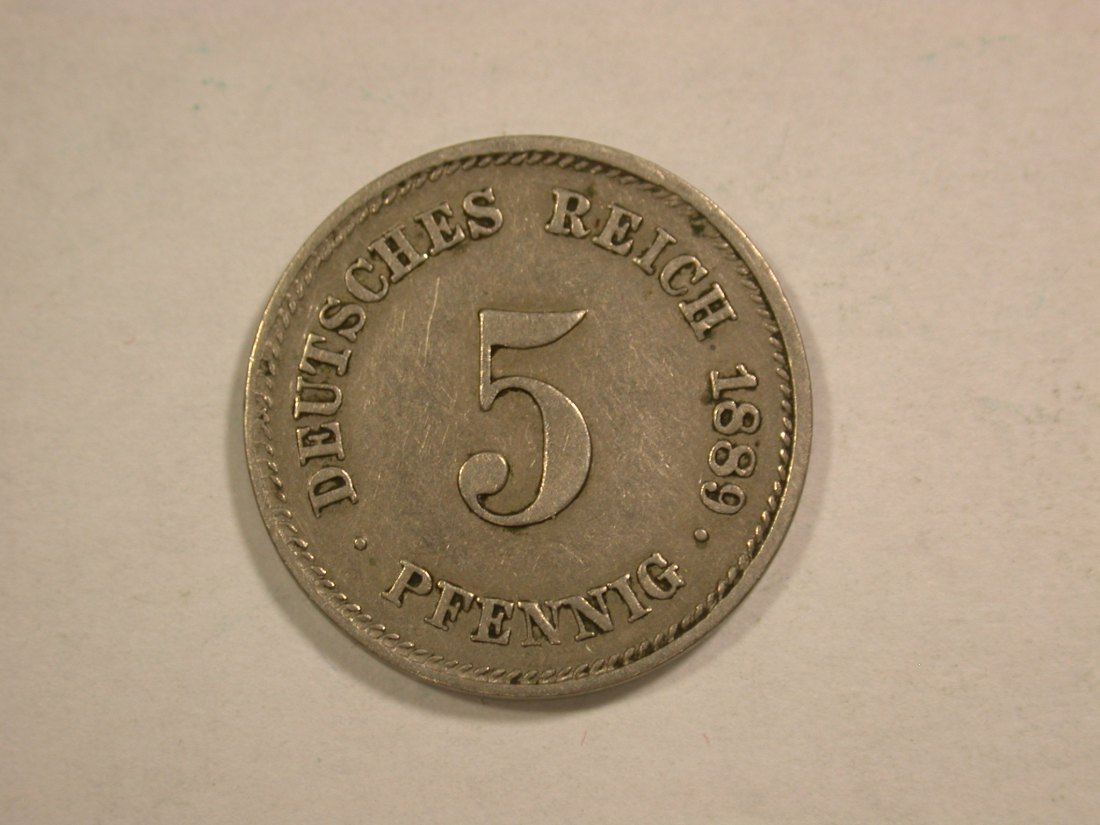 DEUTSCHES REICH 1889
5
· PFENNIG ·